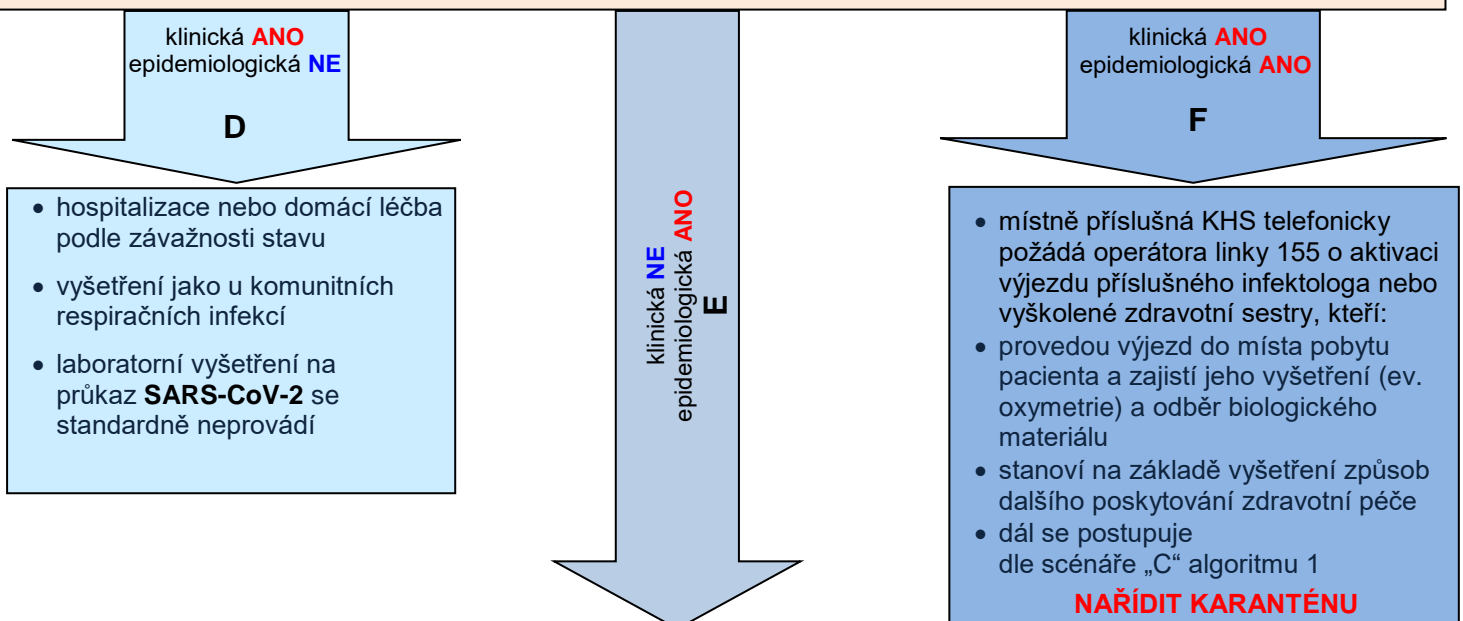 klinická ANO
epidemiologická NE
D
• hospitalizace nebo domácí léčba
podle závažnosti stavu
• vyšetření jako u komunitních
respiračních infekcí
• laboratorní vyšetření na
průkaz SARS-CoV-2 se
standardně neprovádí
klinická NE
epidemiologická ANO
E
klinická ANO
epidemiologická ANO
F
• místně příslušná KHS telefonicky
požádá operátora linky 155 o aktivaci
výjezdu příslušného infektologa nebo
vyškolené zdravotní sestry, kteří:
• provedou výjezd do místa pobytu
pacienta a zajistí jeho vyšetření (ev.
oxymetrie) a odběr biologického
materiálu
• stanoví na základě vyšetření způsob
dalšího poskytování zdravotní péče
• dál se postupuje
dle scénáře „C“ algoritmu 1
NAŘÍDIT KARANTÉNU